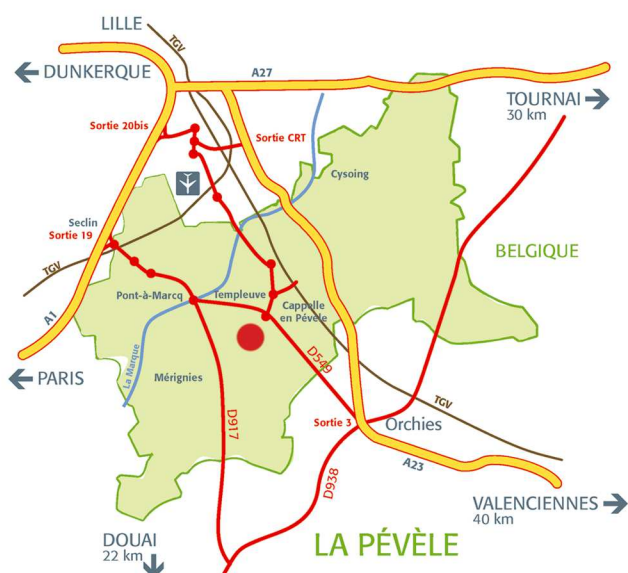 LILLE
TGV
DUNKERQUE
A27
TOURNAI
30 km
Sortie 20bis
Sortie CRT
Cysoing
Seclin
Sortie 19
BELGIQUE
TGV
Pont-à-Marcq
Templeuve
Cappelle
en Pévèle
A1
La Marque
D549
PARIS
Mérignies
TGV
D917
Sortie 3
Orchies
A23
D938
VALENCIENNES
40 km
DOUAI
22 km
LA PÉVÈLE